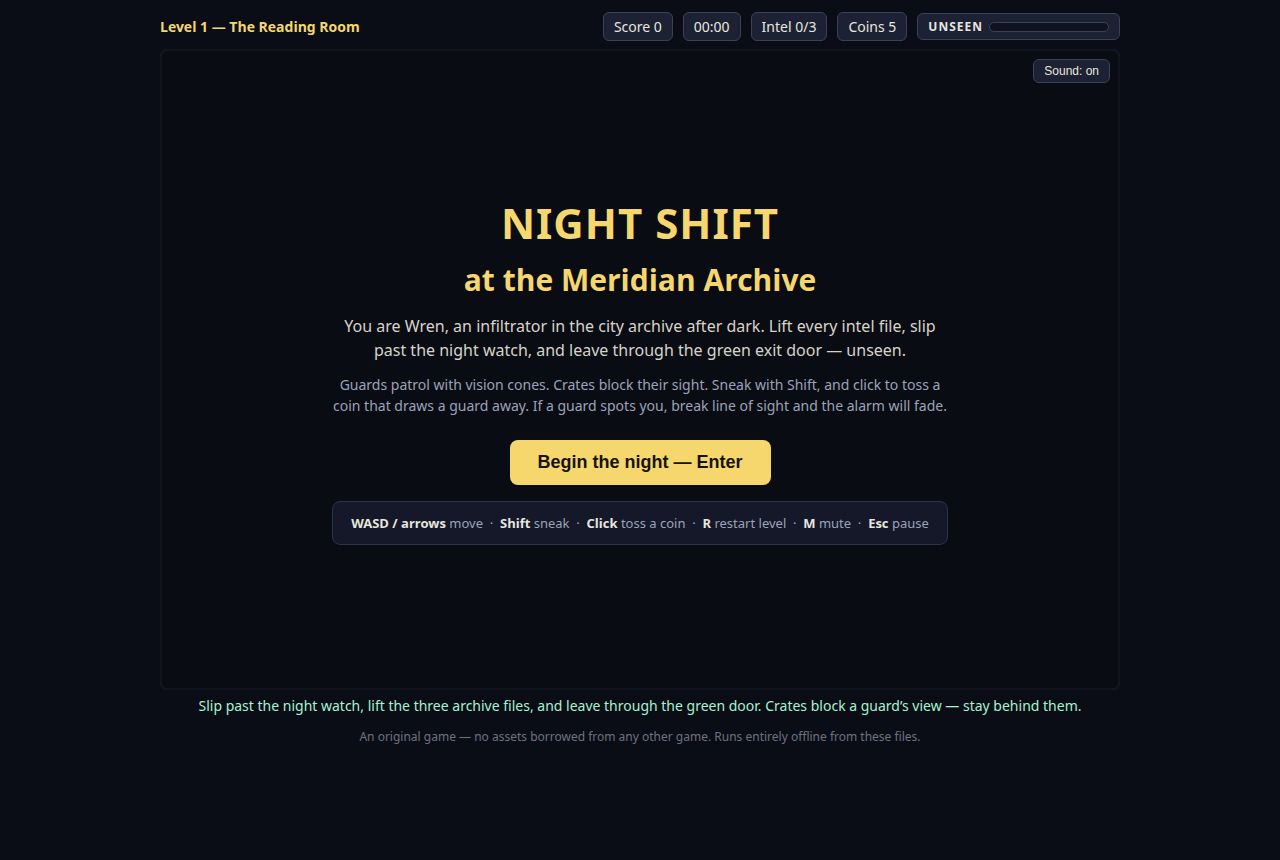 Level 1 — The Reading Room
Score 0
00:00
Intel 0/3
Coins 5
UNSEEN
Sound: on
NIGHT SHIFT
at the Meridian Archive
You are Wren, an infiltrator in the city archive after dark. Lift every intel file, slip
past the night watch, and leave through the green exit door — unseen.
Guards patrol with vision cones. Crates block their sight. Sneak with Shift, and click to toss a
coin that draws a guard away. If a guard spots you, break line of sight and the alarm will fade.
Begin the night — Enter
WASD / arrows move · Shift sneak · Click toss a coin · R restart level · M mute · Esc pause
Slip past the night watch, lift the three archive files, and leave through the green door. Crates block a guard’s view — stay behind them.
An original game — no assets borrowed from any other game. Runs entirely offline from these files.